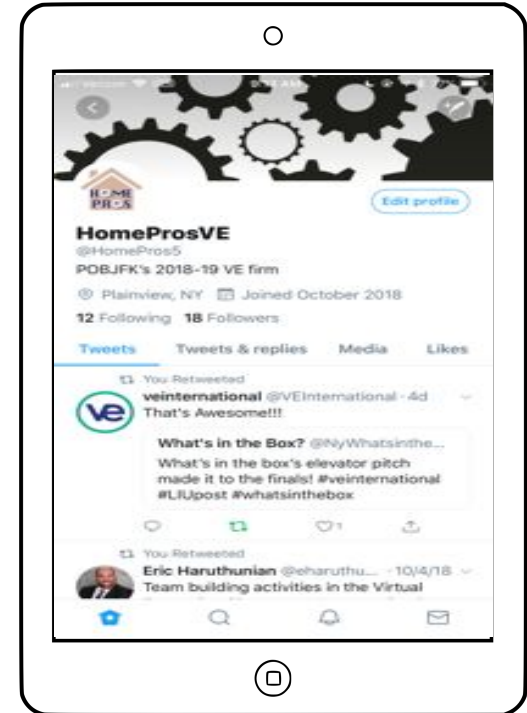 HOME
PROS
Edit profile
HomeProsVE
@HomePros5
POBJFK's 2018-19 VE firm
Plainview, NY Joined October 2018
12 Following 18 Followers
Tweets Tweets & replies Media Likes
You Retweeted
veinternational @VEInternational · 4d
ve
That's Awesome!!!
What's in the Box? @NyWhatsinthe...
What's in the box's elevator pitch
made it to the finals! #veinternational
#LIUpost #whatsinthebox
1
You Retweeted
Eric Haruthunian @eharuthu... · 10/4/18
Team building activities in the Virtual